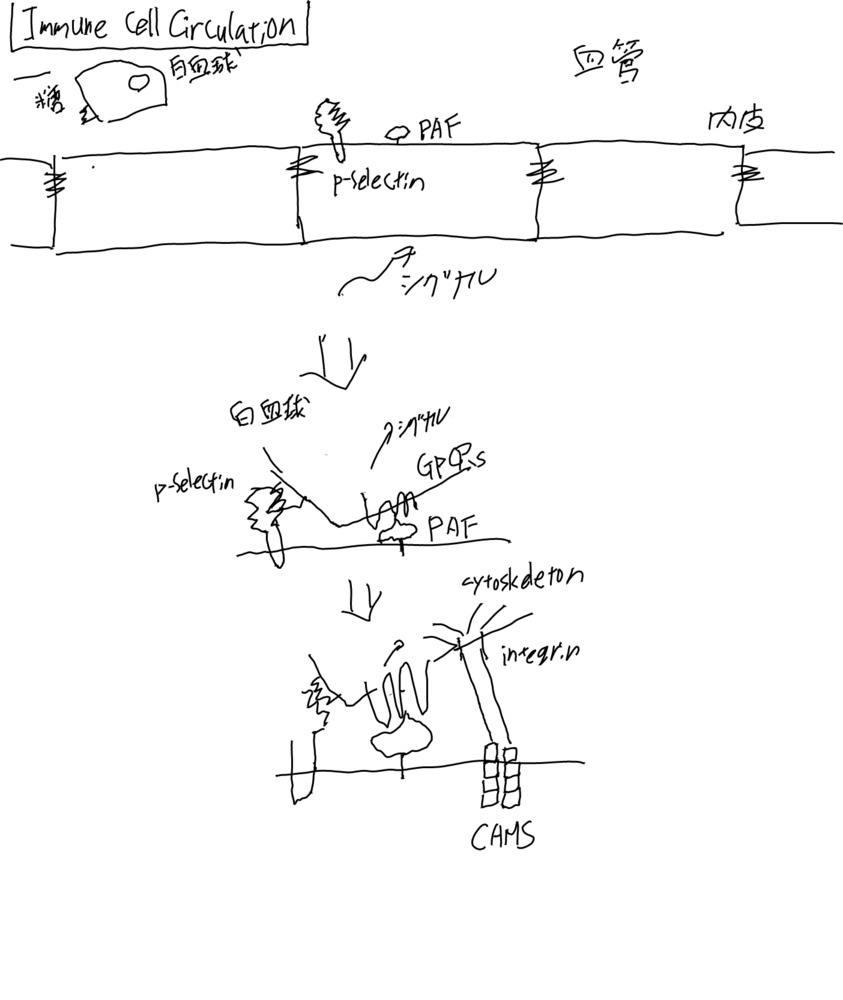 Immune Cell Circulation
白血球
血管
糖
PAF
内皮
p-selectin
シグナル
白血球
シグナル
GPCRs
p-selectin
PAF
cytoskeleton
integrin
CAMS